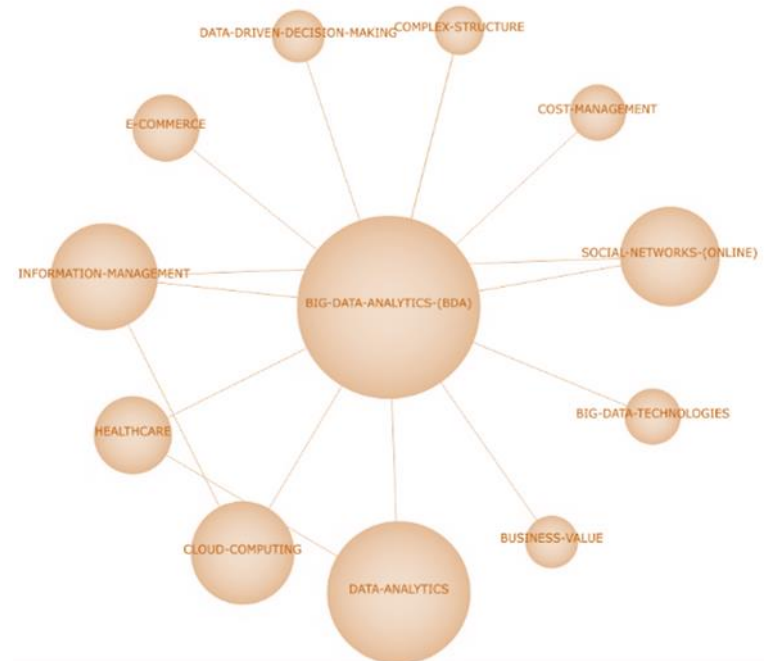 DATA-DRIVEN-DECISION-MAKING
COMPLEX-STRUCTURE
E-COMMERCE
COST-MANAGEMENT
INFORMATION-MANAGEMENT
SOCIAL-NETWORKS-(ONLINE)
BIG-DATA-ANALYTICS-(BDA)
HEALTHCARE
BIG-DATA-TECHNOLOGIES
CLOUD-COMPUTING
BUSINESS-VALUE
DATA-ANALYTICS